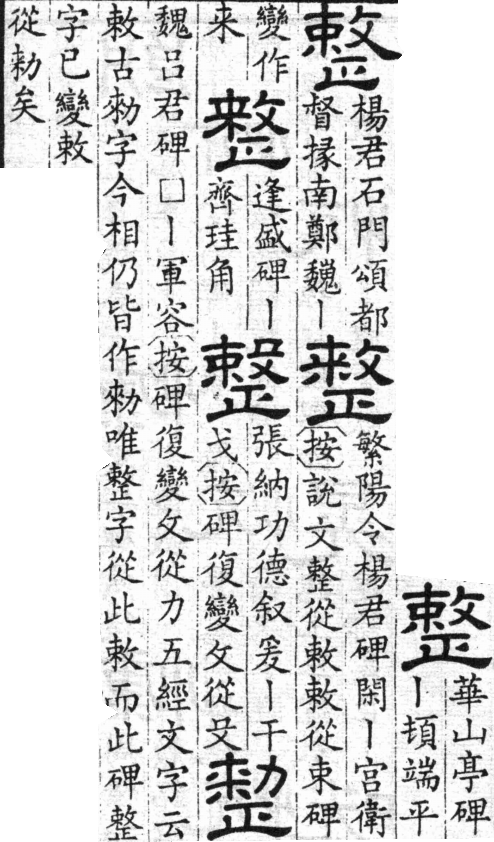 整
華山亭碑
丨頓端平
整
楊君石門頌都
督掾南鄭魏丨
整
繁陽令楊君碑閑丨宮衛
按說文整從敕敕從束碑
變作
来
整
逢盛碑丨
齊珪角
整
張納功德叙爰丨干
戈按碑復變攵從殳
整
魏呂君碑□丨軍容按碑復變攵從力五經文字云
敕古勑字今相仍皆作勑唯整字從此敕而此碑整
字已變敕
從勑矣